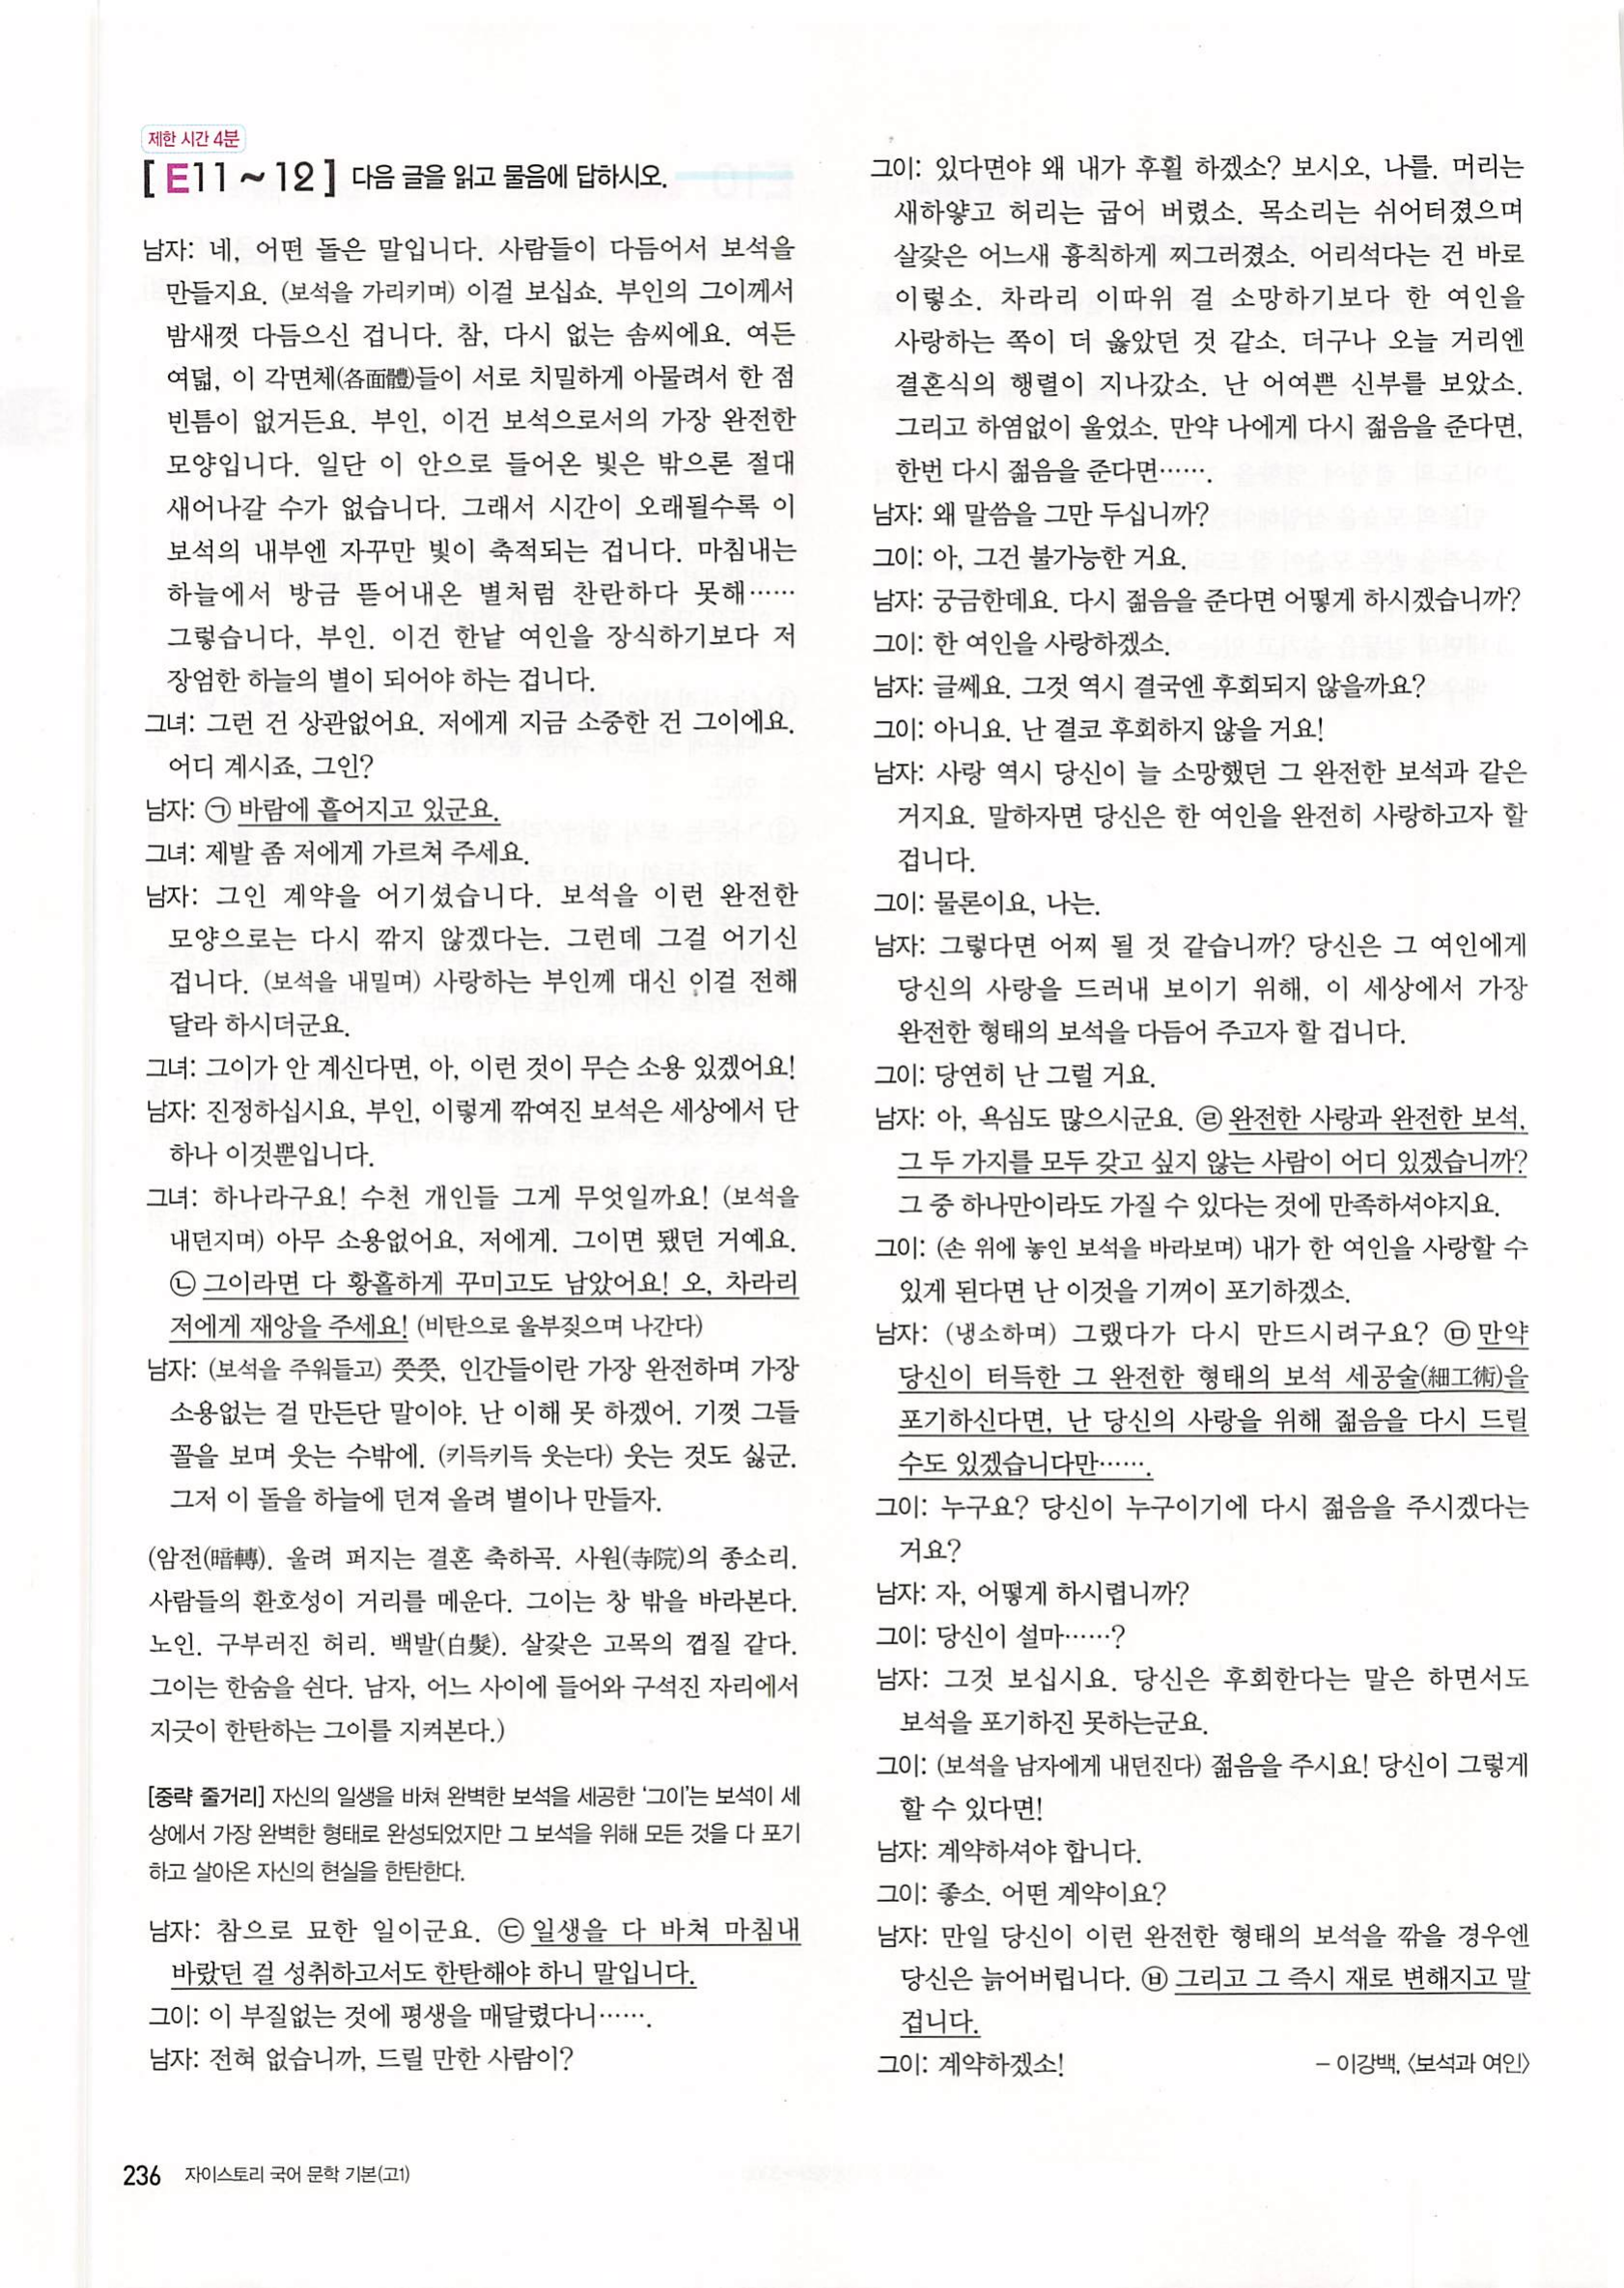 제한 시간 4분
[E11~12] 다음 글을 읽고 물음에 답하시오.
남자: 네, 어떤 돌은 말입니다. 사람들이 다듬어서 보석을
만들지요. (보석을 가리키며) 이걸 보십쇼. 부인의 그이께서
밤새껏 다듬으신 겁니다. 참, 다시 없는 솜씨에요. 여든
여덟, 이 각면체(各面體)들이 서로 치밀하게 아물려서 한 점
빈틈이 없거든요. 부인, 이건 보석으로서의 가장 완전한
모양입니다. 일단 이 안으로 들어온 빛은 밖으론 절대
새어나갈 수가 없습니다. 그래서 시간이 오래될수록 이
보석의 내부엔 자꾸만 빛이 축적되는 겁니다. 마침내는
하늘에서 방금 뜯어내온 별처럼 찬란하다 못해……
그렇습니다, 부인. 이건 한낱 여인을 장식하기보다 저
장엄한 하늘의 별이 되어야 하는 겁니다.
그녀: 그런 건 상관없어요. 저에게 지금 소중한 건 그이에요.
어디 계시죠, 그인?
남자: ㉠ 바람에 흩어지고 있군요.
그녀: 제발 좀 저에게 가르쳐 주세요.
남자: 그인 계약을 어기셨습니다. 보석을 이런 완전한
모양으로는 다시 깎지 않겠다는. 그런데 그걸 어기신
겁니다. (보석을 내밀며) 사랑하는 부인께 대신 이걸 전해
달라 하시더군요.
그녀: 그이가 안 계신다면, 아, 이런 것이 무슨 소용 있겠어요!
남자: 진정하십시요, 부인, 이렇게 깎여진 보석은 세상에서 단
하나 이것뿐입니다.
그녀: 하나라구요! 수천 개인들 그게 무엇일까요! (보석을
내던지며) 아무 소용없어요, 저에게. 그이면 됐던 거예요.
㉡ 그이라면 다 황홀하게 꾸미고도 남았어요! 오, 차라리
저에게 재앙을 주세요! (비탄으로 울부짖으며 나간다)
남자: (보석을 주워들고) 쯧쯧, 인간들이란 가장 완전하며 가장
소용없는 걸 만든단 말이야. 난 이해 못 하겠어. 기껏 그들
꼴을 보며 웃는 수밖에. (키득키득 웃는다) 웃는 것도 싫군.
그저 이 돌을 하늘에 던져 올려 별이나 만들자.
(암전(暗轉). 울려 퍼지는 결혼 축하곡. 사원(寺院)의 종소리.
사람들의 환호성이 거리를 메운다. 그이는 창 밖을 바라본다.
노인. 구부러진 허리. 백발(白髮). 살갗은 고목의 껍질 같다.
그이는 한숨을 쉰다. 남자, 어느 사이에 들어와 구석진 자리에서
지긋이 한탄하는 그이를 지켜본다.)
[중략 줄거리] 자신의 일생을 바쳐 완벽한 보석을 세공한 '그이'는 보석이 세
상에서 가장 완벽한 형태로 완성되었지만 그 보석을 위해 모든 것을 다 포기
하고 살아온 자신의 현실을 한탄한다.
남자: 참으로 묘한 일이군요. ㉢ 일생을 다 바쳐 마침내
바랐던 걸 성취하고서도 한탄해야 하니 말입니다.
그이: 이 부질없는 것에 평생을 매달렸다니…….
남자: 전혀 없습니까, 드릴 만한 사람이?
그이: 있다면야 왜 내가 후휠 하겠소? 보시오, 나를. 머리는
새하얗고 허리는 굽어 버렸소. 목소리는 쉬어터졌으며
살갗은 어느새 흉칙하게 찌그러졌소. 어리석다는 건 바로
이렇소. 차라리 이따위 걸 소망하기보다 한 여인을
사랑하는 쪽이 더 옳았던 것 같소. 더구나 오늘 거리엔
결혼식의 행렬이 지나갔소. 난 어여쁜 신부를 보았소.
그리고 하염없이 울었소. 만약 나에게 다시 젊음을 준다면,
한번 다시 젊음을 준다면…….
남자: 왜 말씀을 그만 두십니까?
그이: 아, 그건 불가능한 거요.
남자: 궁금한데요. 다시 젊음을 준다면 어떻게 하시겠습니까?
그이: 한 여인을 사랑하겠소.
남자: 글쎄요. 그것 역시 결국엔 후회되지 않을까요?
그이: 아니요. 난 결코 후회하지 않을 거요!
남자: 사랑 역시 당신이 늘 소망했던 그 완전한 보석과 같은
거지요. 말하자면 당신은 한 여인을 완전히 사랑하고자 할
겁니다.
그이: 물론이요, 나는.
남자: 그렇다면 어찌 될 것 같습니까? 당신은 그 여인에게
당신의 사랑을 드러내 보이기 위해, 이 세상에서 가장
완전한 형태의 보석을 다듬어 주고자 할 겁니다.
그이: 당연히 난 그럴 거요.
남자: 아, 욕심도 많으시군요. ㉣ 완전한 사랑과 완전한 보석,
그 두 가지를 모두 갖고 싶지 않는 사람이 어디 있겠습니까?
그 중 하나만이라도 가질 수 있다는 것에 만족하셔야지요.
그이: (손 위에 놓인 보석을 바라보며) 내가 한 여인을 사랑할 수
있게 된다면 난 이것을 기꺼이 포기하겠소.
남자: (냉소하며) 그랬다가 다시 만드시려구요? ㉤ 만약
당신이 터득한 그 완전한 형태의 보석 세공술(細工術)을
포기하신다면, 난 당신의 사랑을 위해 젊음을 다시 드릴
수도 있겠습니다만…….
그이: 누구요? 당신이 누구이기에 다시 젊음을 주시겠다는
거요?
남자: 자, 어떻게 하시렵니까?
그이: 당신이 설마……?
남자: 그것 보십시요. 당신은 후회한다는 말은 하면서도
보석을 포기하진 못하는군요.
그이: (보석을 남자에게 내던진다) 젊음을 주시요! 당신이 그렇게
할 수 있다면!
남자: 계약하셔야 합니다.
그이: 좋소. 어떤 계약이요?
남자: 만일 당신이 이런 완전한 형태의 보석을 깎을 경우엔
당신은 늙어버립니다. ㉥ 그리고 그 즉시 재로 변해지고 말
겁니다.
그이: 계약하겠소! – 이강백, 〈보석과 여인〉
236 자이스토리 국어 문학 기본(고1)